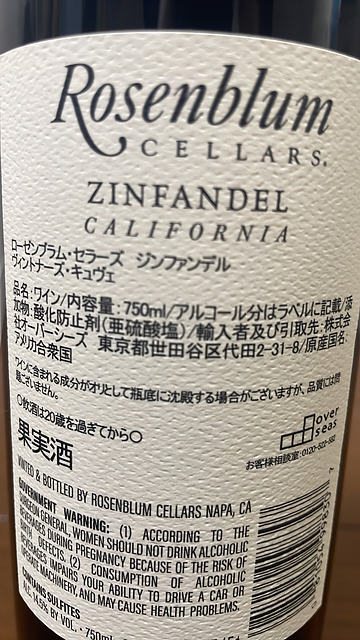 Rosenblum
CELLARS.
ZINFANDEL
CALIFORNIA
ローゼンブラム・セラーズ ジンファンデル
ヴィントナーズ・キュヴェ
品名:ワイン/内容量:750ml/アルコール分はラベルに記載/添
加物:酸化防止剤(亜硫酸塩)/輸入者及び引取先:株式会
社オーバーシーズ 東京都世田谷区代田2-31-8/原産国名:
アメリカ合衆国
ワインに含まれる成分がオリとして瓶底に沈殿する場合がございますが、品質には問
題ございません。
〇飲酒は20歳を過ぎてから〇
果実酒
over
seas
お客様相談室:0120-522-582
VINTED & BOTTLED BY ROSENBLUM CELLARS NAPA, CA
GOVERNMENT WARNING: (1) ACCORDING TO THE
SURGEON GENERAL, WOMEN SHOULD NOT DRINK ALCOHOLIC
BEVERAGES DURING PREGNANCY BECAUSE OF THE RISK OF
BIRTH DEFECTS. (2) CONSUMPTION OF ALCOHOLIC
BEVERAGES IMPAIRS YOUR ABILITY TO DRIVE A CAR OR
OPERATE MACHINERY, AND MAY CAUSE HEALTH PROBLEMS.
CONTAINS SULFITES
VOL. • 750ml